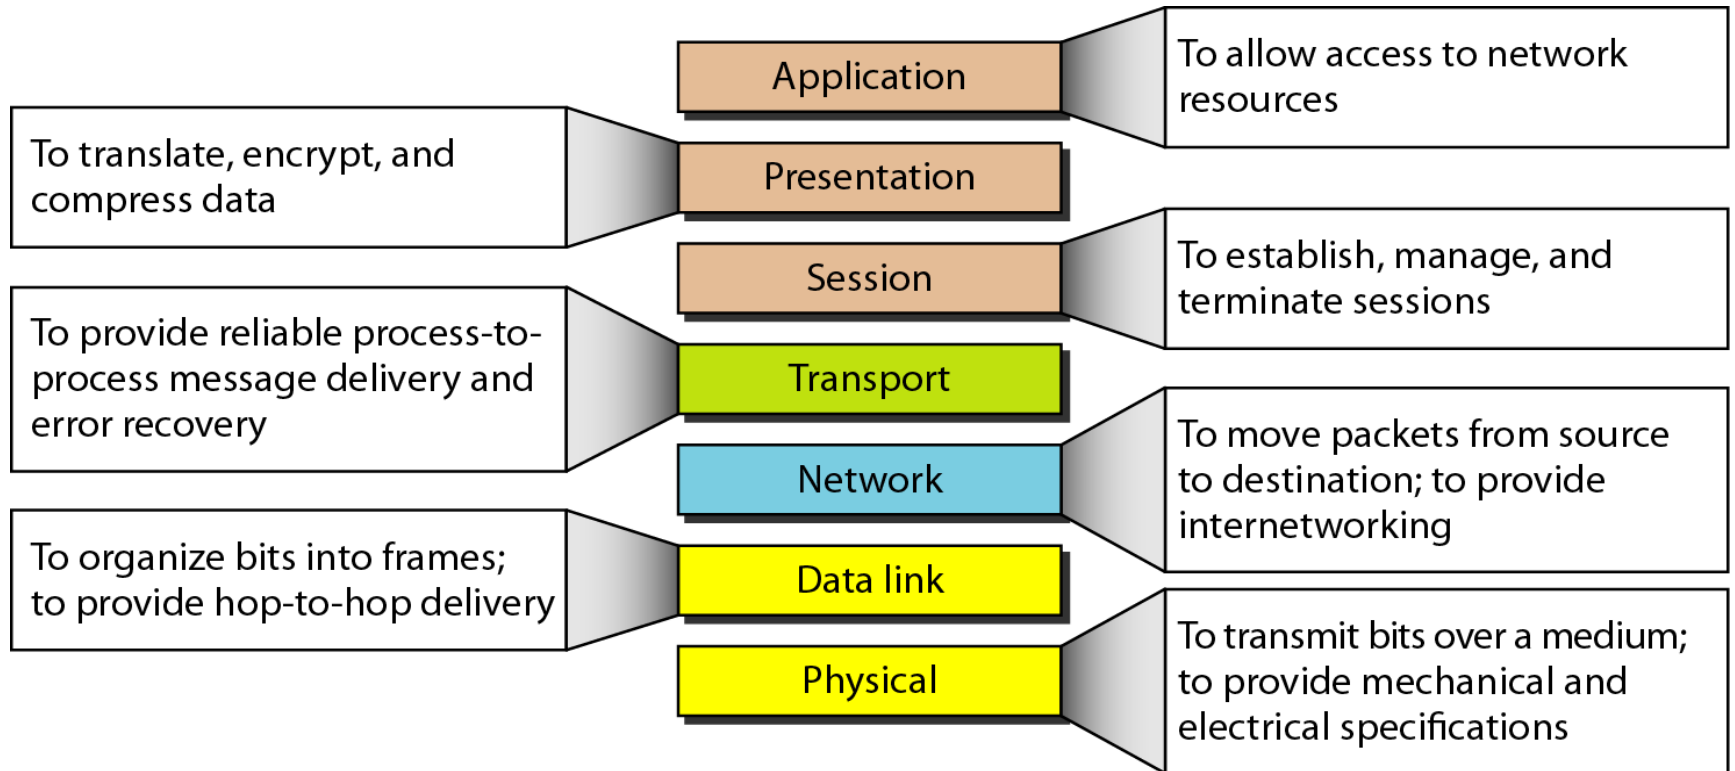 Application
To allow access to network
resources
To translate, encrypt, and
compress data
Presentation
Session
To establish, manage, and
terminate sessions
To provide reliable process-to-
process message delivery and
error recovery
Transport
Network
To move packets from source
to destination; to provide
internetworking
To organize bits into frames;
to provide hop-to-hop delivery
Data link
Physical
To transmit bits over a medium;
to provide mechanical and
electrical specifications